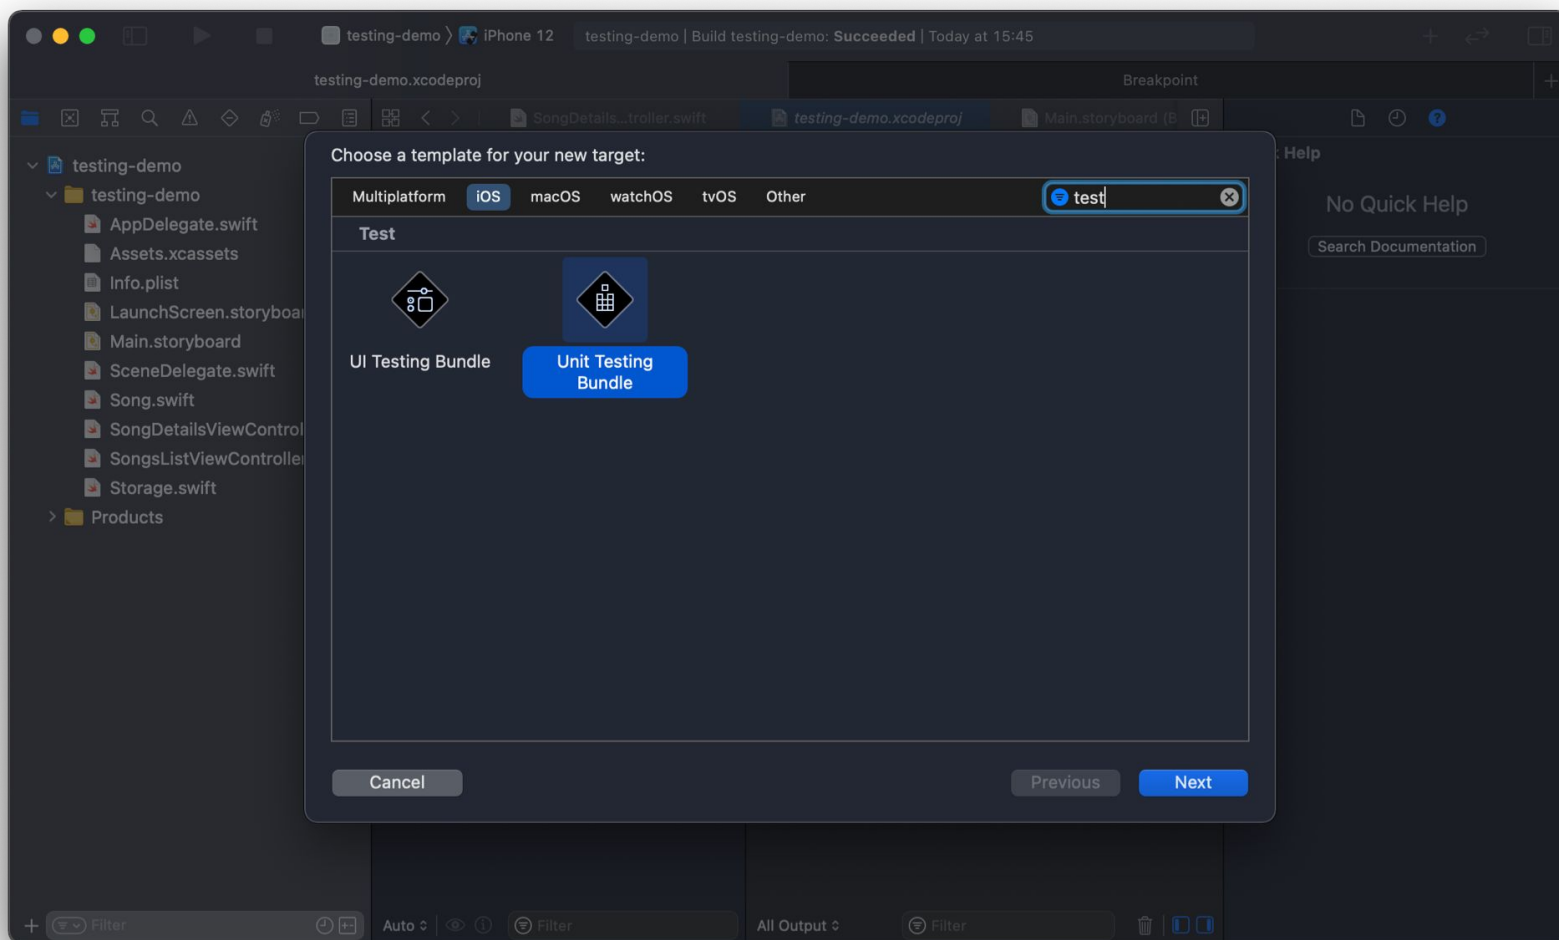 testing-demo iPhone 12 testing-demo | Build testing-demo: Succeeded | Today at 15:45
testing-demo.xcodeproj Breakpoint
SongDetails...troller.swift testing-demo.xcodeproj Main.storyboard (B
Choose a template for your new target:
Help
testing-demo
Multiplatform iOS macOS watchOS tvOS Other test
testing-demo
No Quick Help
AppDelegate.swift
Test
Search Documentation
Assets.xcassets
Info.plist
LaunchScreen.storyboa
Main.storyboard
UI Testing Bundle
Unit Testing
Bundle
SceneDelegate.swift
Song.swift
SongDetailsViewControl
SongsListViewController
Storage.swift
Products
Cancel Previous Next
Filter Auto Filter All Output Filter